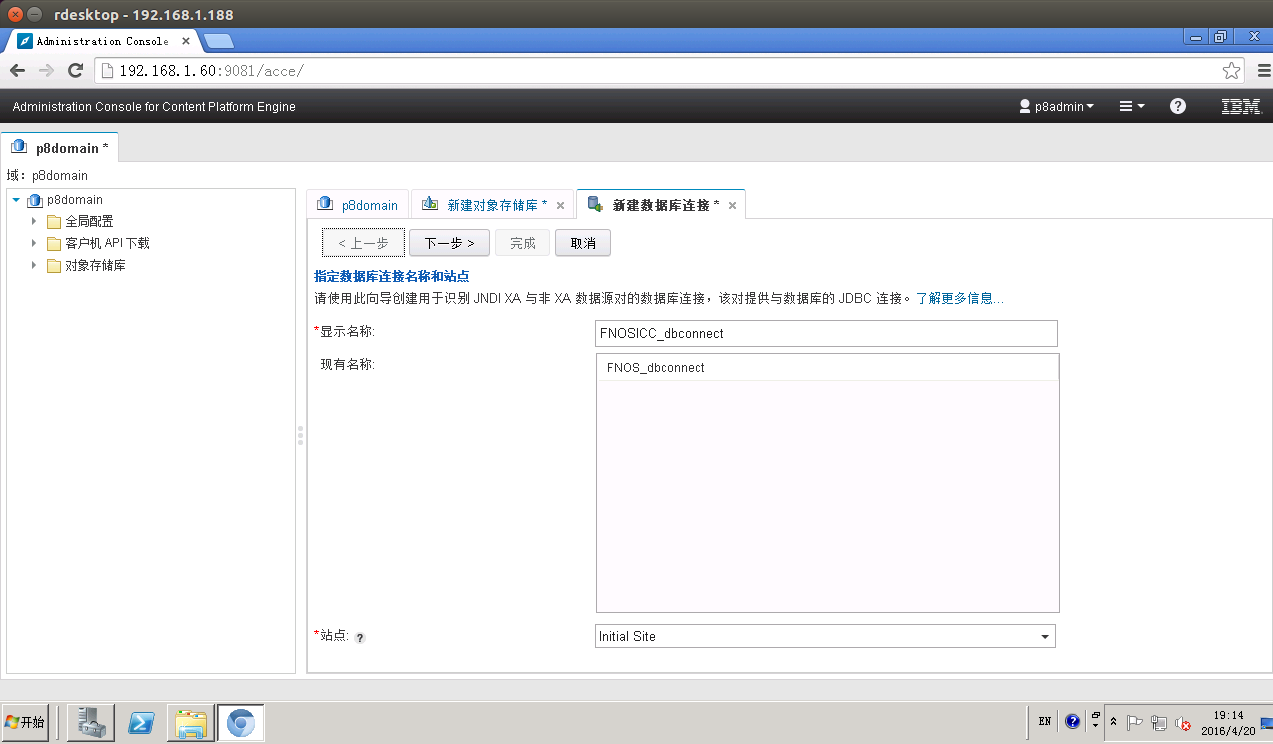 rdesktop - 192.168.1.188
Administration Console
192.168.1.60:9081/acce/
Administration Console for Content Platform Engine
p8admin
IBM
p8domain *
域: p8domain
p8domain
全局配置
客户机 API 下载
对象存储库
p8domain
新建对象存储库 *
新建数据库连接 *
< 上一步
下一步 >
完成
取消
指定数据库连接名称和站点
请使用此向导创建用于识别 JNDI XA 与非 XA 数据源对的数据库连接，该对提供与数据库的 JDBC 连接。了解更多信息...
*显示名称:
FNOSICC_dbconnect
现有名称:
FNOS_dbconnect
*站点: ?
Initial Site
开始
EN
19:14
2016/4/20